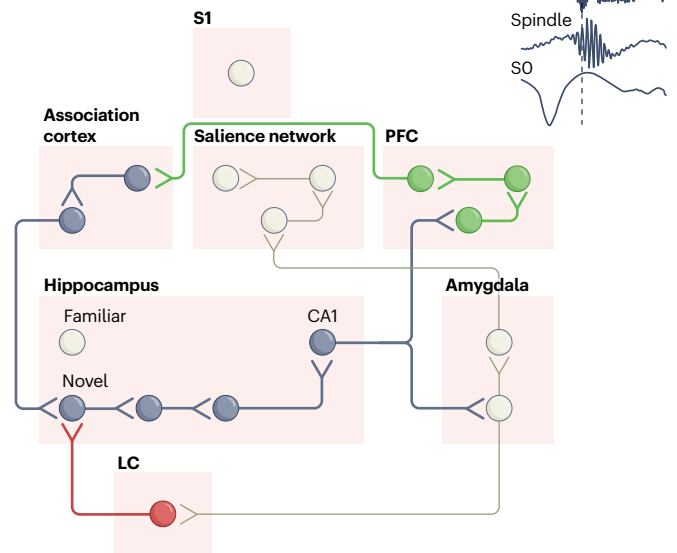 S1
Spindle
SO
Association
cortex
Salience network
PFC
Hippocampus
Amygdala
Familiar
CA1
Novel
LC